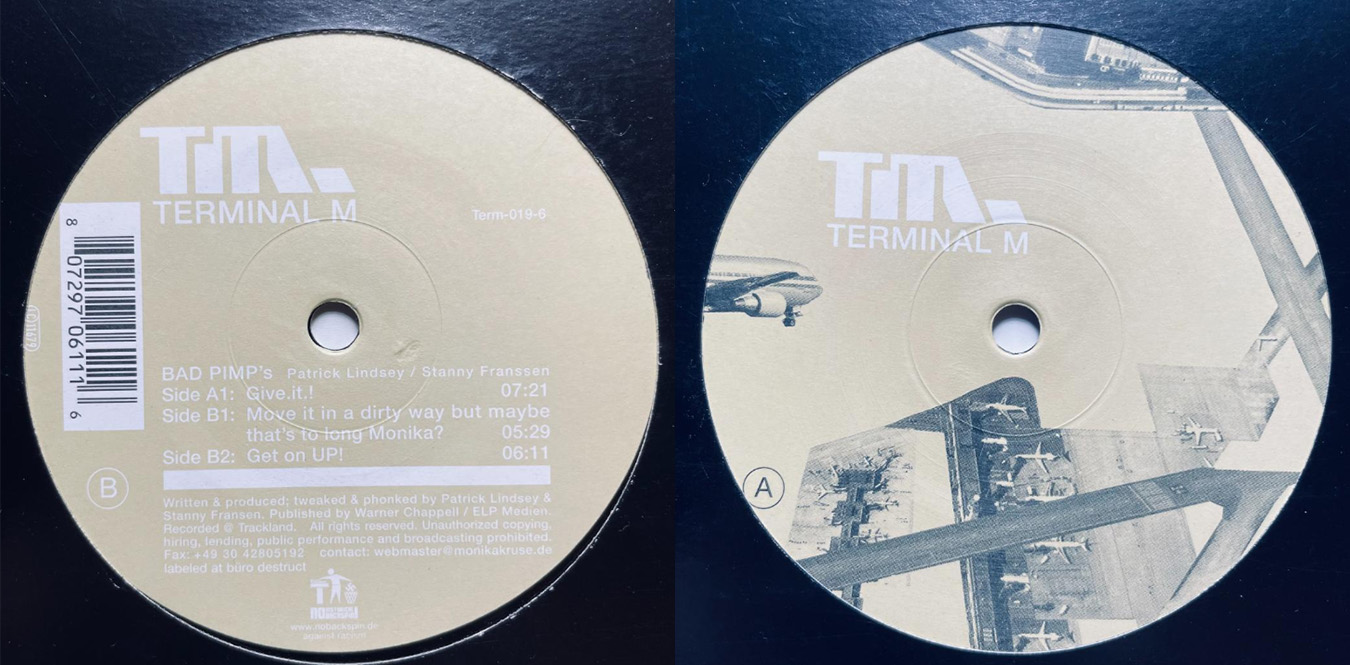 TM.
TERMINAL M
Term-019-6
8 07297 06111 6
LC 11679
BAD PIMP's Patrick Lindsey / Stanny Franssen
Side A1: Give.it.! 07:21
Side B1: Move it in a dirty way but maybe
that's to long Monika? 05:29
Side B2: Get on UP! 06:11
B
Written & produced; tweaked & phonked by Patrick Lindsey &
Stanny Fransen. Published by Warner Chappell / ELP Medien.
Recorded @ Trackland. All rights reserved. Unauthorized copying,
hiring, lending, public performance and broadcasting prohibited.
Fax: +49 30 42805192 contact: webmaster@monikakruse.de
labeled at büro destruct
no
www.nobackspin.de
against racism
TM.
TERMINAL M
A